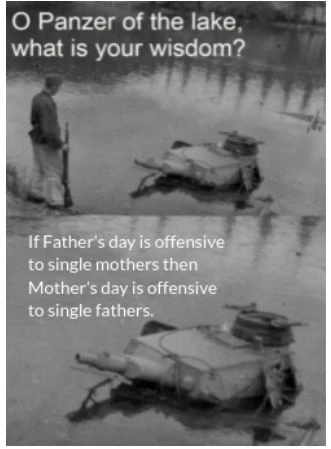 O Panzer of the lake,
what is your wisdom?
If Father's day is offensive
to single mothers then
Mother's day is offensive
to single fathers.